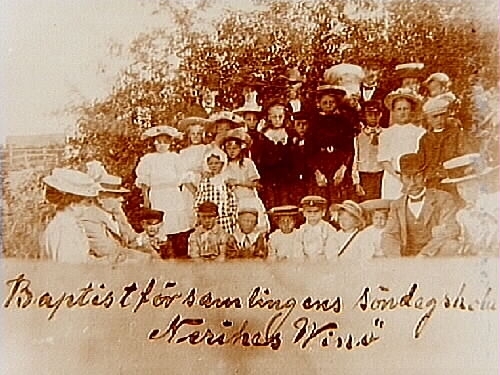 Baptistförsamlingens söndagskola
Nerikes Winö